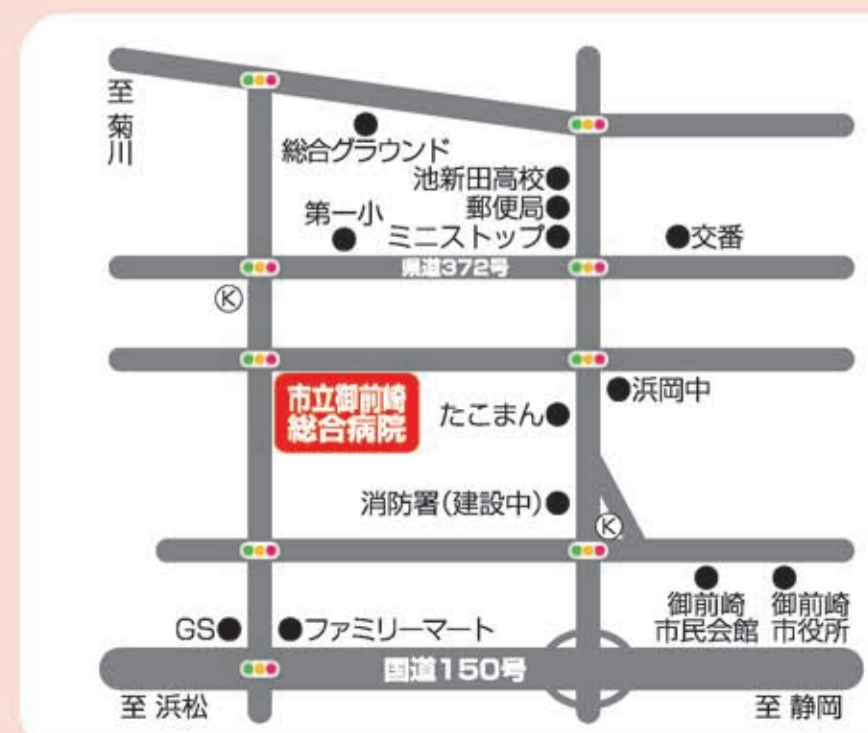 至 菊川
総合グラウンド
池新田高校
郵便局
第一小
ミニストップ
交番
県道372号
Ⓚ
市立御前崎
総合病院
浜岡中
たこまん
消防署(建設中)
Ⓚ
御前崎
市民会館
御前崎
市役所
GS
ファミリーマート
国道150号
至 浜松
至 静岡